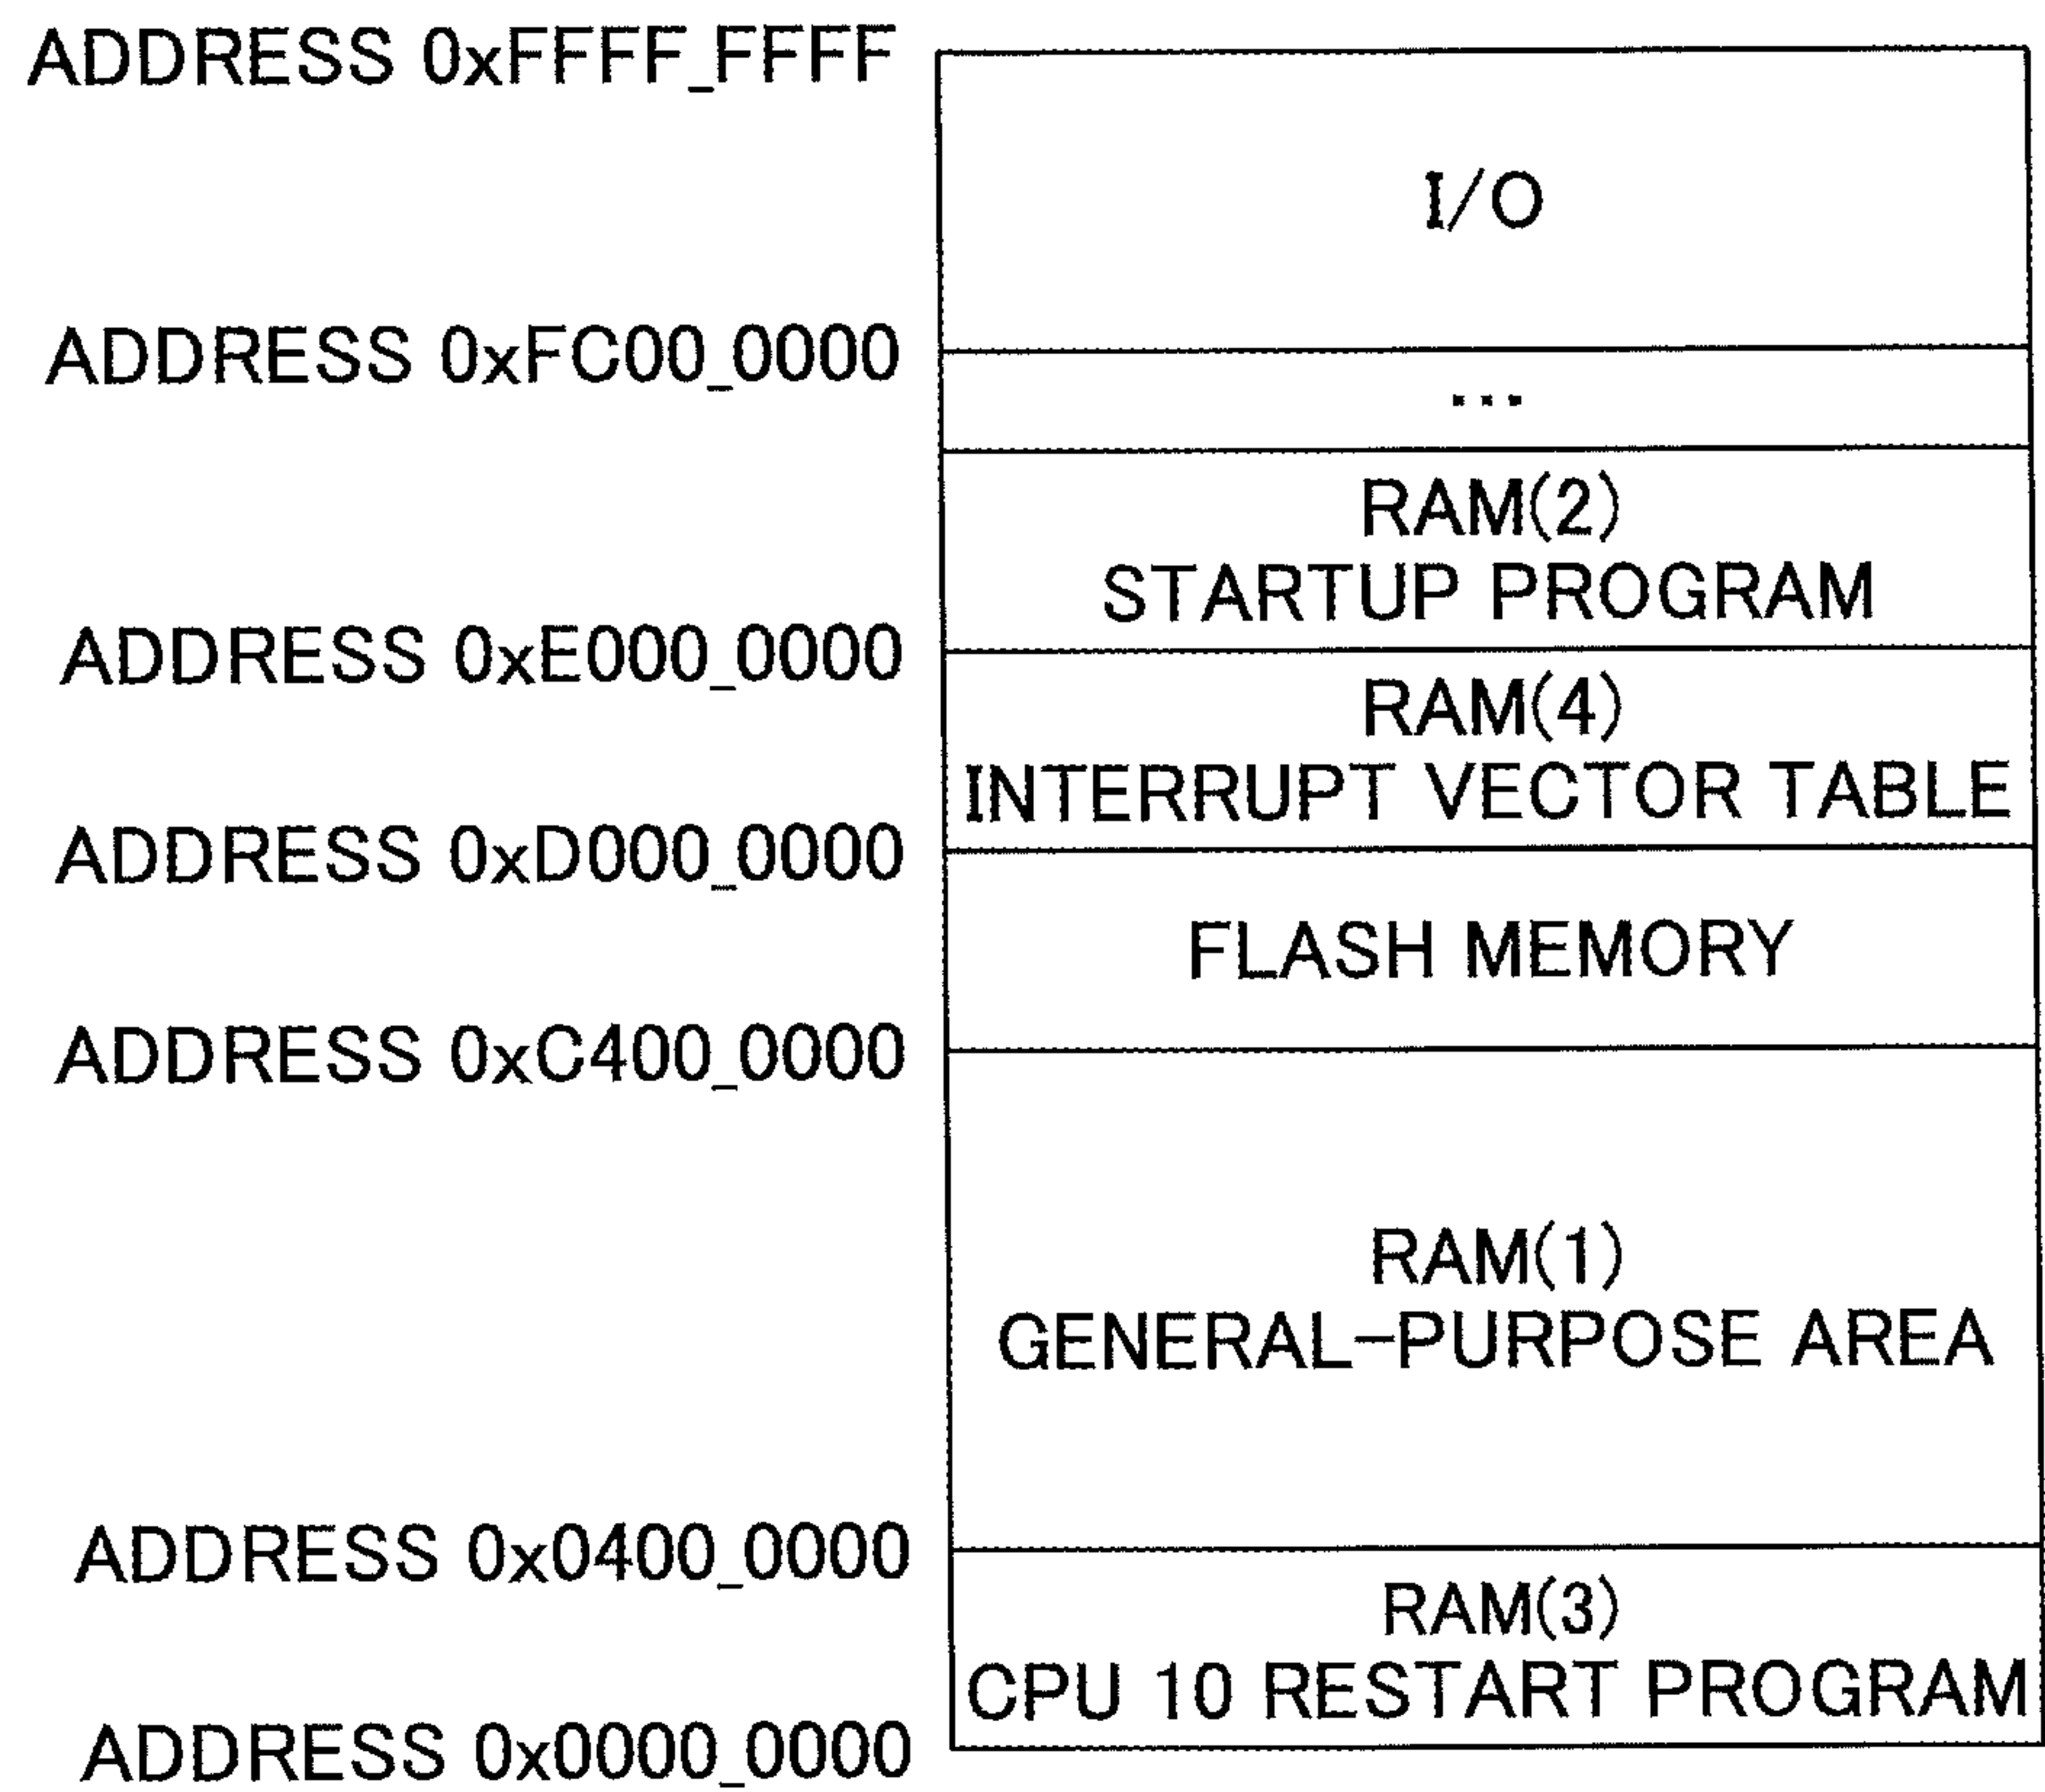 ADDRESS 0xFFFF_FFFF
I/O
ADDRESS 0xFC00_0000
...
RAM(2)
STARTUP PROGRAM
ADDRESS 0xE000_0000
RAM(4)
INTERRUPT VECTOR TABLE
ADDRESS 0xD000_0000
FLASH MEMORY
ADDRESS 0xC400_0000
RAM(1)
GENERAL-PURPOSE AREA
ADDRESS 0x0400_0000
RAM(3)
CPU 10 RESTART PROGRAM
ADDRESS 0x0000_0000